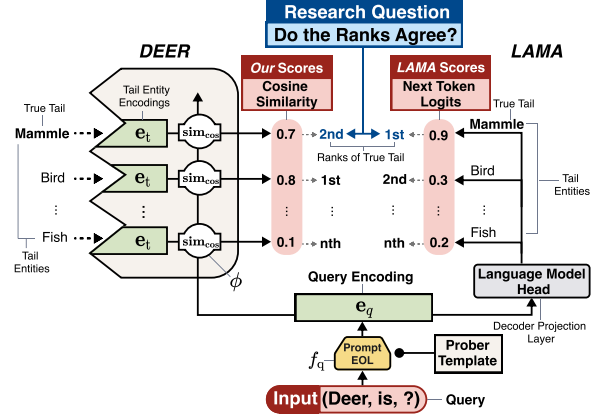 Research Question
Do the Ranks Agree?
DEER
LAMA
Our Scores
Cosine
Similarity
LAMA Scores
Next Token
Logits
True Tail
Tail Entity
Encodings
True Tail
Mammle
e_t
sim_cos
0.7
2nd
1st
0.9
Mammle
Ranks of True Tail
Bird
e_t
sim_cos
0.8
1st
2nd
0.3
Bird
Tail
Entities
⋮
⋮
⋮
⋮
⋮
⋮
⋮
Fish
e_t
sim_cos
0.1
nth
nth
0.2
Fish
Tail
Entities
ϕ
Query Encoding
e_q
Language Model
Head
Decoder Projection
Layer
f_q
Prompt
EOL
Prober
Template
Input (Deer, is, ?)
Query